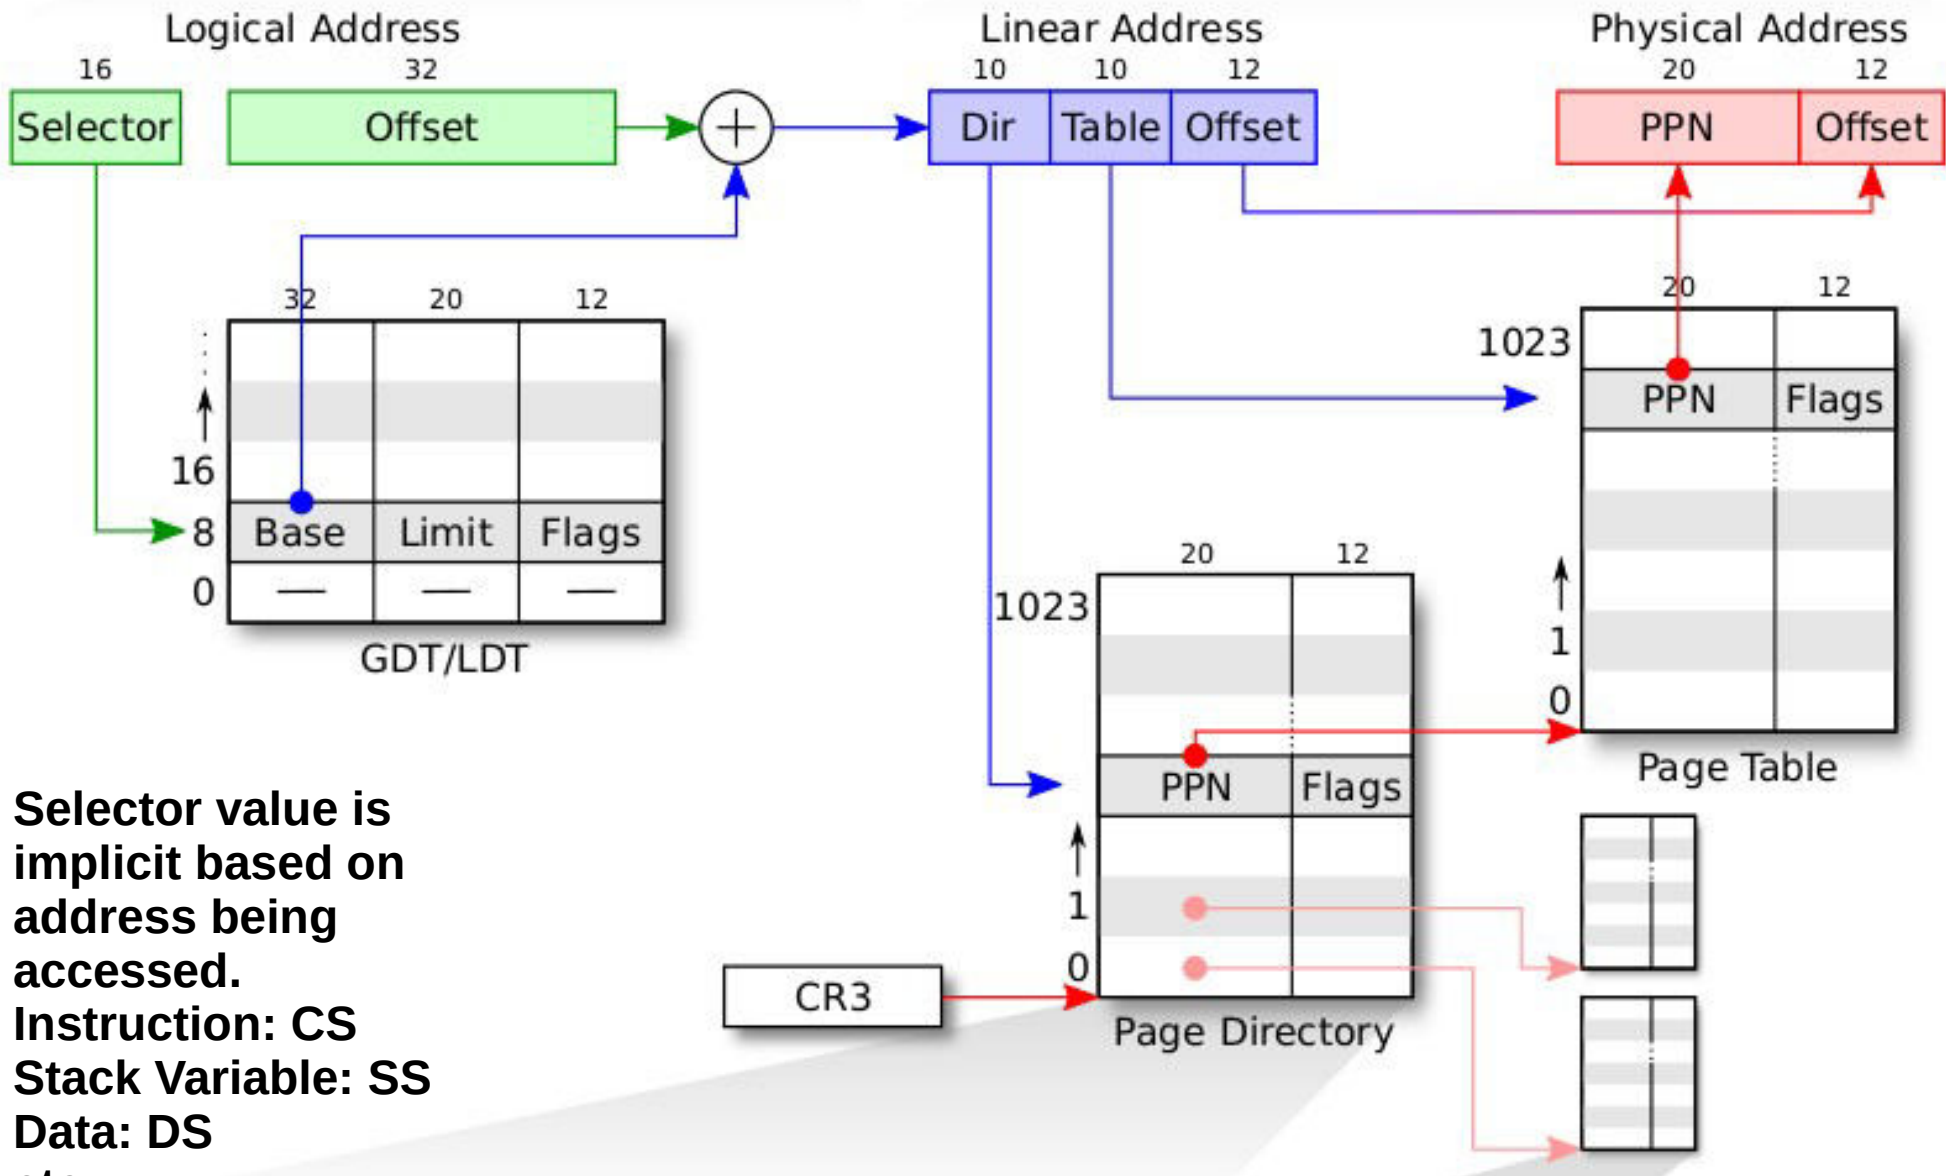 Logical Address
Linear Address
Physical Address
16
32
10
10
12
20
12
Selector
Offset
+
Dir
Table
Offset
PPN
Offset
32
20
12
16
8
Base
Limit
Flags
0
GDT/LDT
20
12
1023
PPN
Flags
1
0
Page Table
20
12
1023
PPN
Flags
1
0
Page Directory
CR3
Selector value is
implicit based on
address being
accessed.
Instruction: CS
Stack Variable: SS
Data: DS